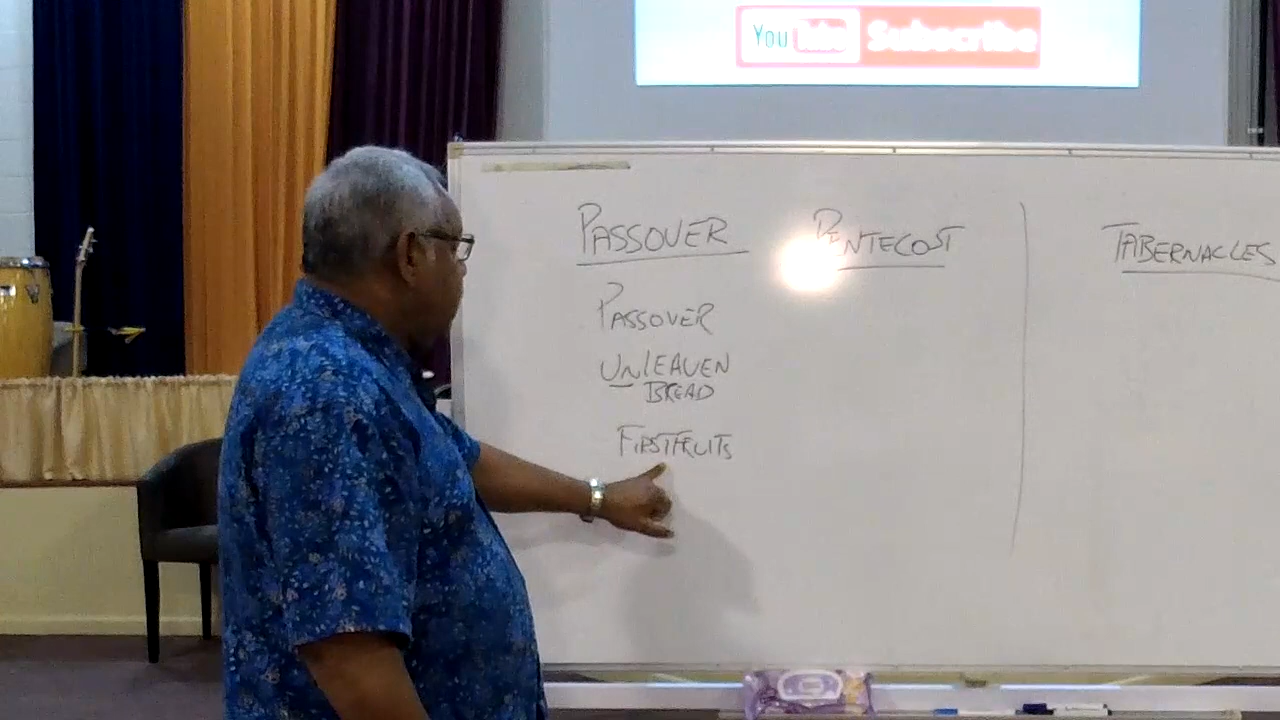 YouTube Subscribe
PASSOVER
PENTECOST
TABERNACLES
PASSOVER
UNLEAVEN
BREAD
FIRSTFRUITS